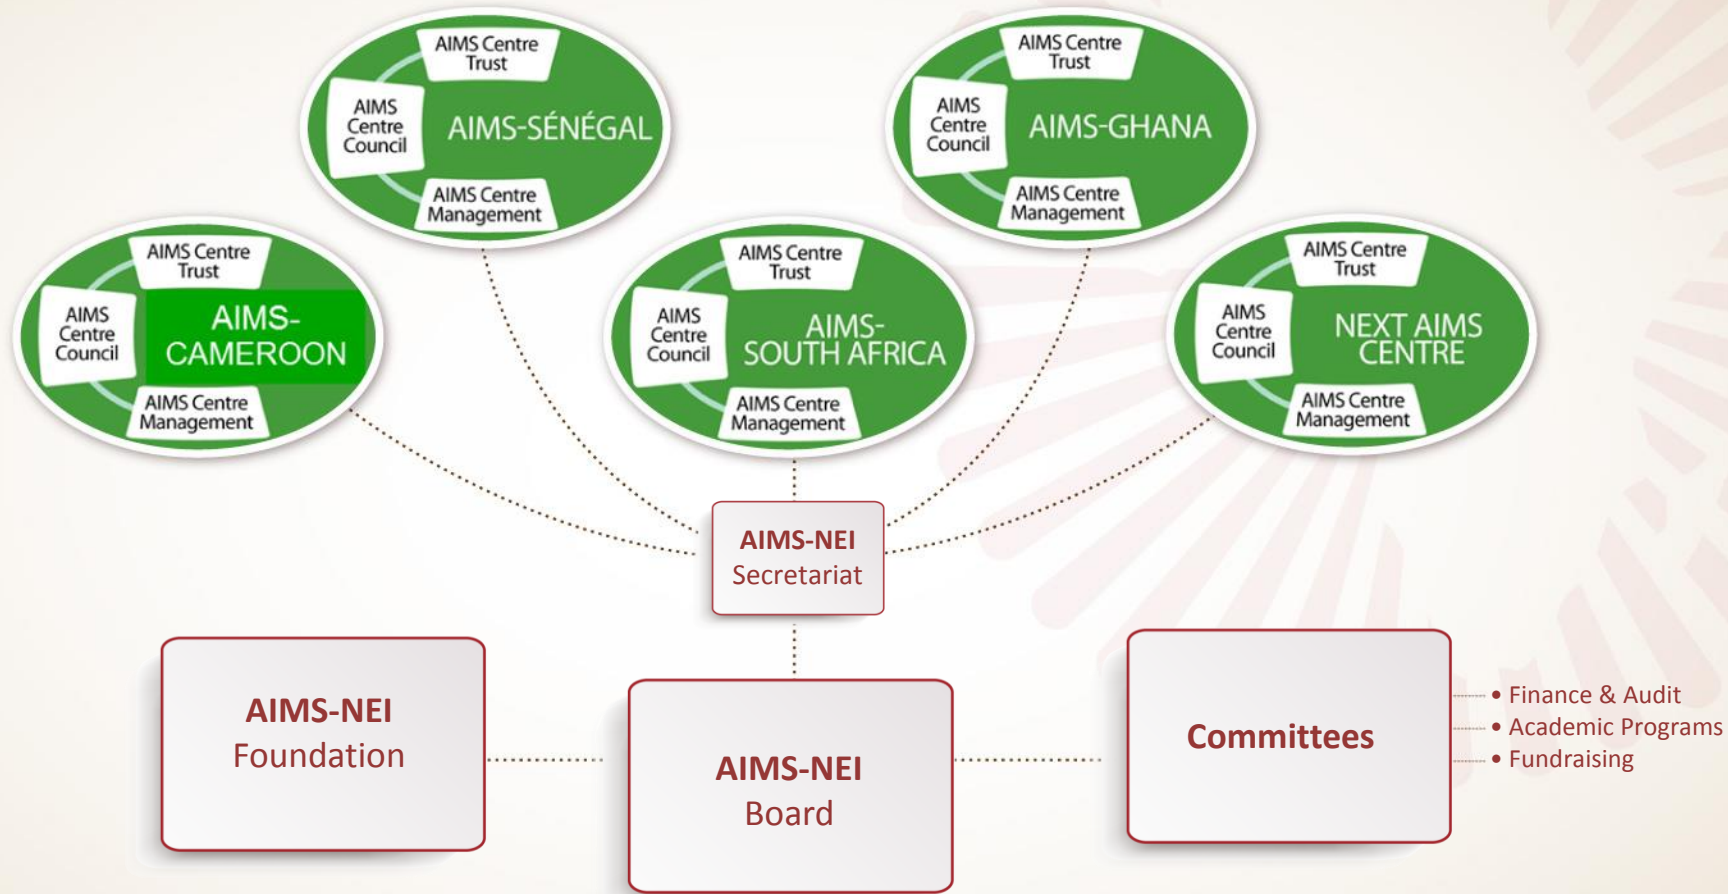 AIMS Centre
Trust
AIMS
Centre
Council
AIMS-SÉNÉGAL
AIMS Centre
Management
AIMS Centre
Trust
AIMS
Centre
Council
AIMS-GHANA
AIMS Centre
Management
AIMS Centre
Trust
AIMS
Centre
Council
AIMS-
CAMEROON
AIMS Centre
Management
AIMS Centre
Trust
AIMS
Centre
Council
AIMS-
SOUTH AFRICA
AIMS Centre
Management
AIMS Centre
Trust
AIMS
Centre
Council
NEXT AIMS
CENTRE
AIMS Centre
Management
AIMS-NEI
Secretariat
AIMS-NEI
Foundation
AIMS-NEI
Board
Committees
• Finance & Audit
• Academic Programs
• Fundraising